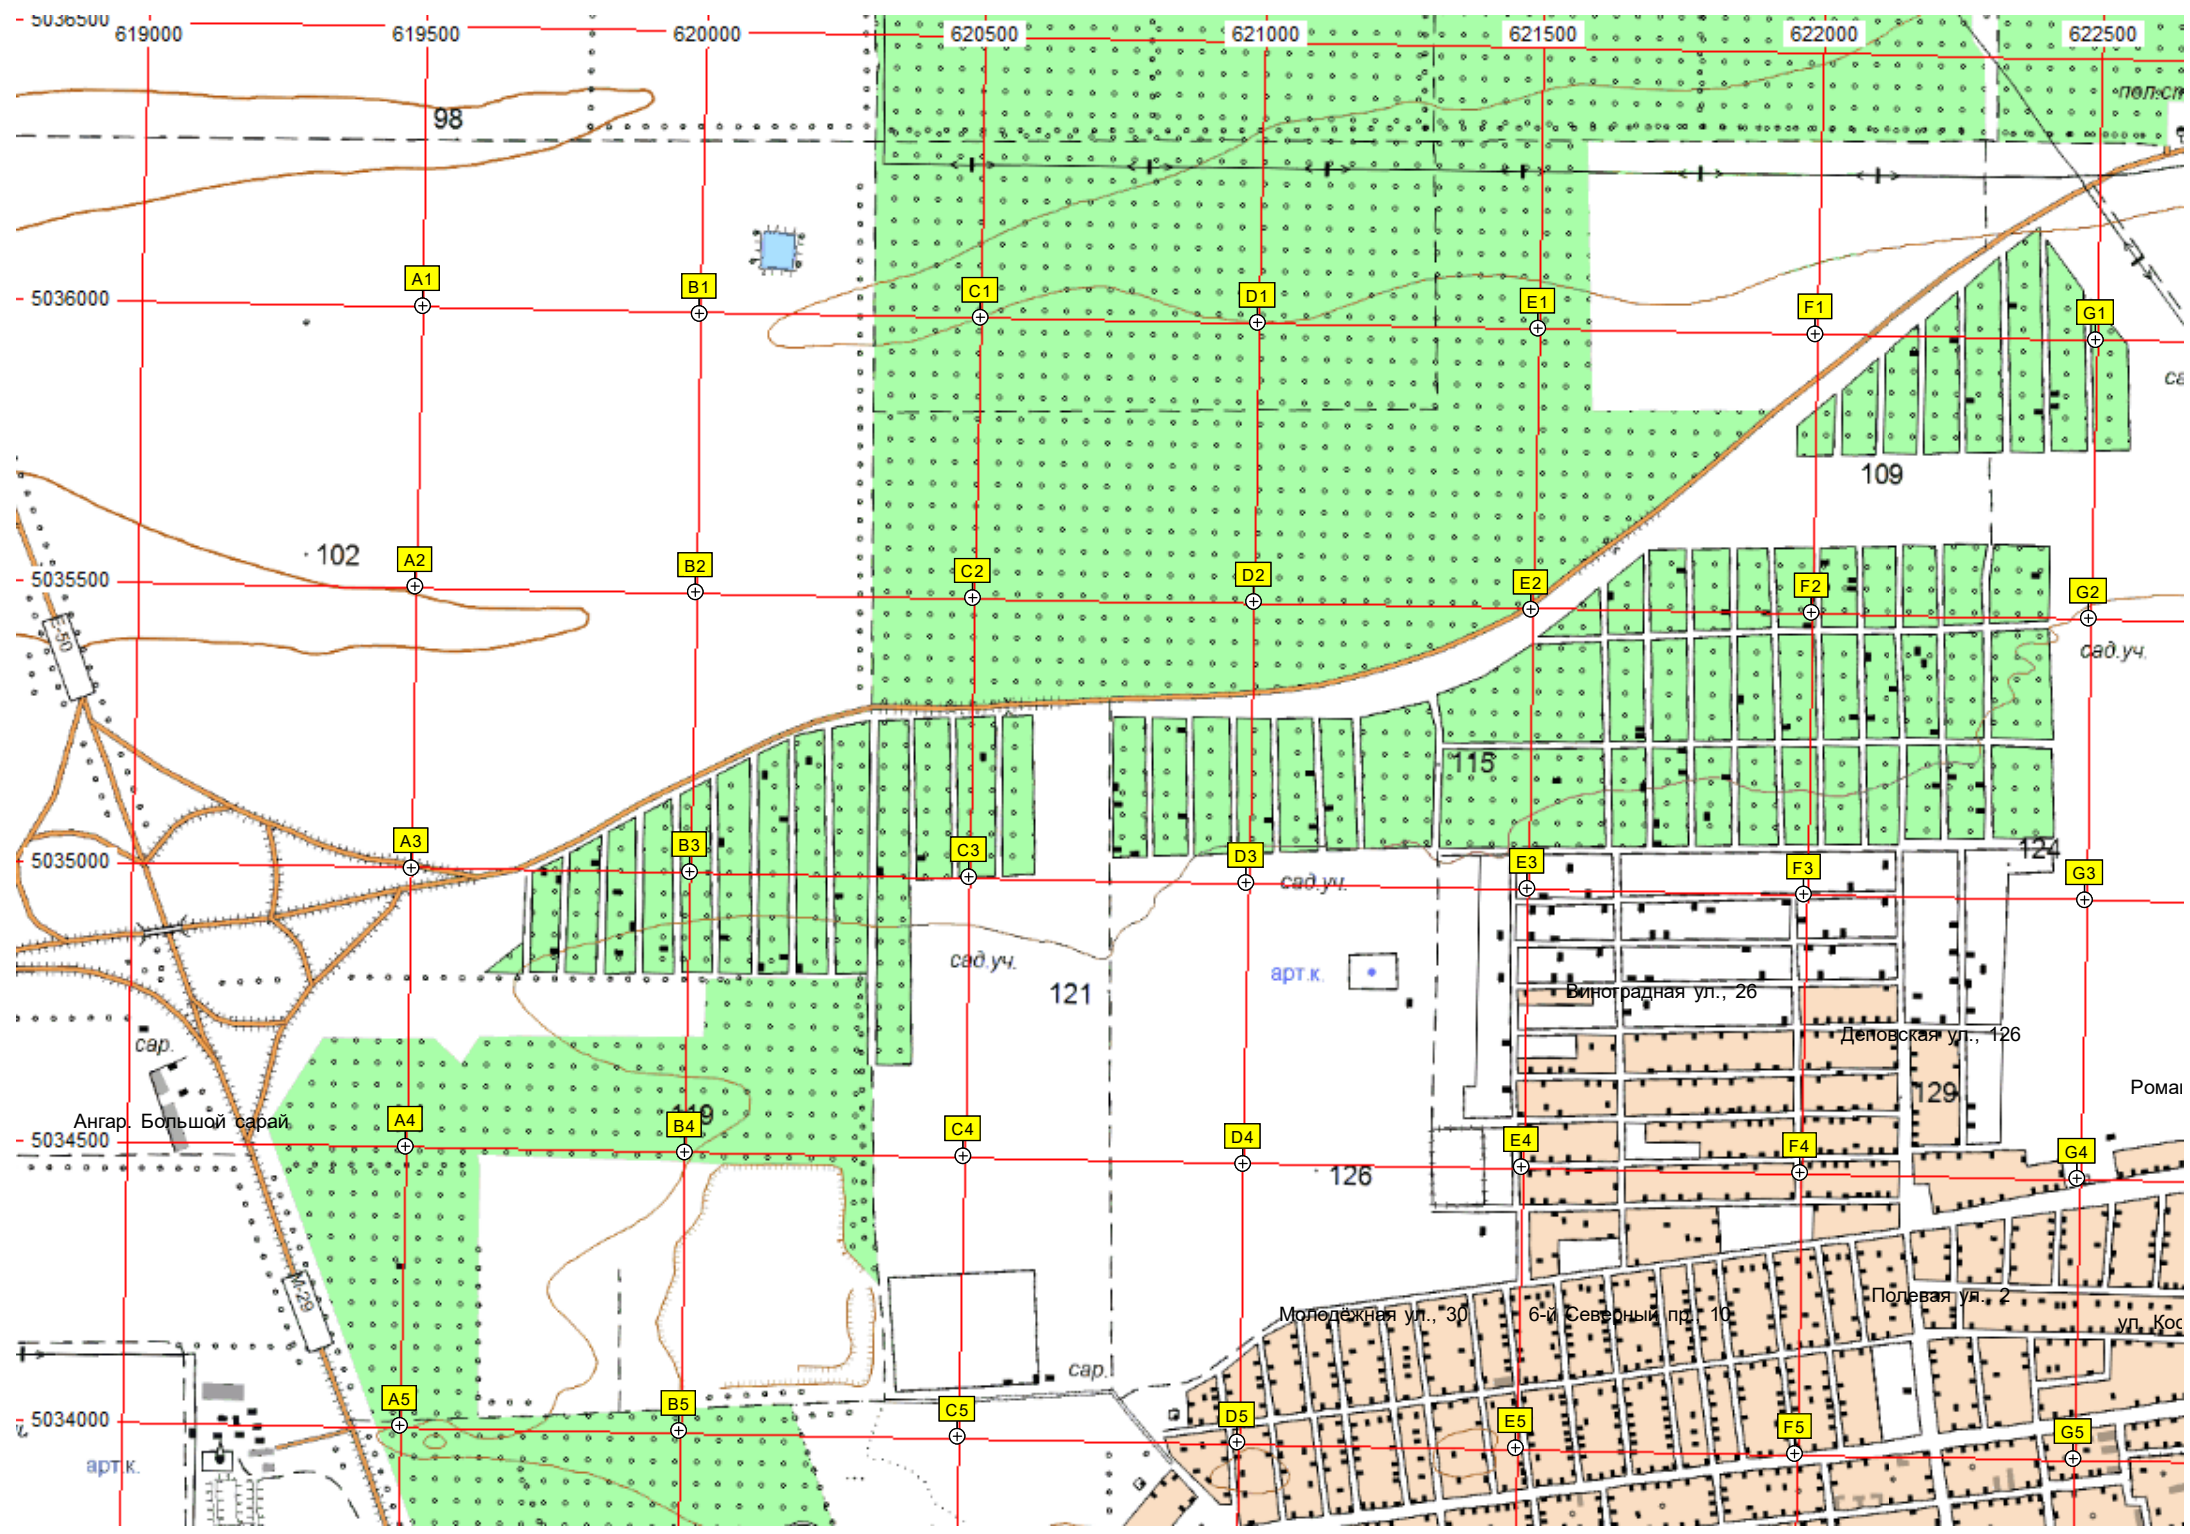 5036500
619000 619500 620000 620500 621000 621500 622000 622500
98
A1 B1 C1 D1 E1 F1 G1
5036000
109
102
A2 B2 C2 D2 E2 F2 G2
5035500
E-50
сад.уч.
115
A3 B3 C3 D3 E3 F3 G3
124
5035000
сад.уч.
сад.уч.
арт.к.
121
Виноградная ул., 26
Деповская ул., 126
сар.
129
119
Ангар. Большой сарай
A4 B4 C4 D4 E4 F4 G4
5034500
126
М-29
Молодёжная ул., 30
6-й Северный пр., 10
Полевая ул., 2
сар.
A5 B5 C5 D5 E5 F5 G5
5034000
арт.к.